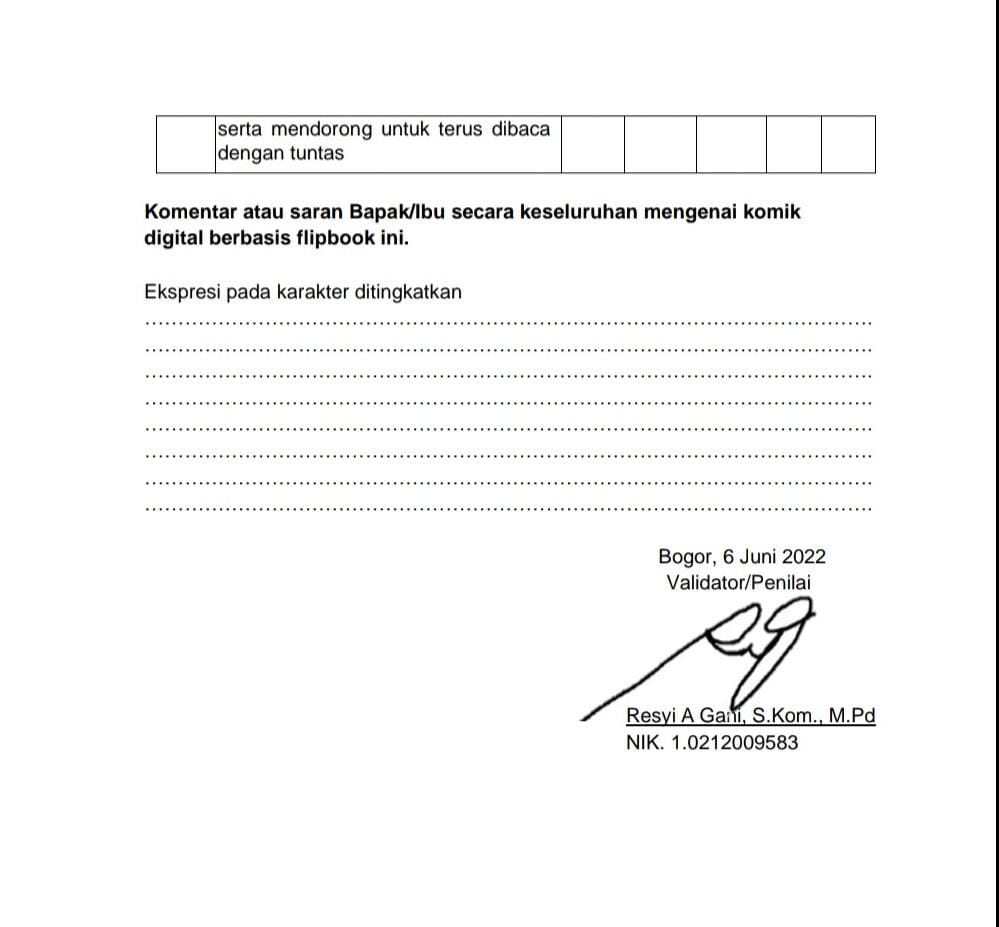 serta mendorong untuk terus dibaca
dengan tuntas
Komentar atau saran Bapak/Ibu secara keseluruhan mengenai komik
digital berbasis flipbook ini.
Ekspresi pada karakter ditingkatkan
Bogor, 6 Juni 2022
Validator/Penilai
Resyi A Gani, S.Kom., M.Pd
NIK. 1.0212009583